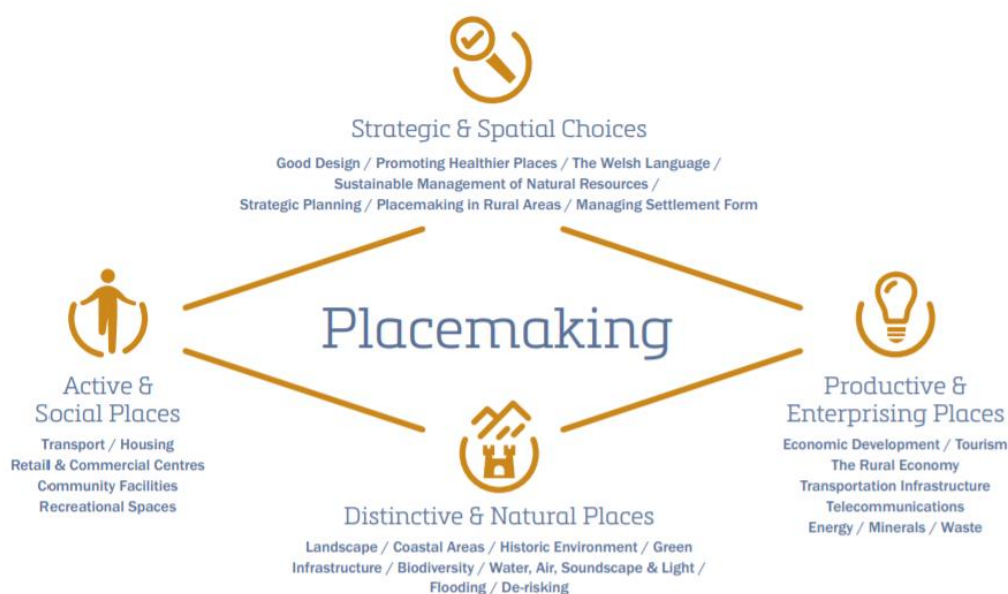 Strategic & Spatial Choices
Good Design / Promoting Healthier Places / The Welsh Language /
Sustainable Management of Natural Resources /
Strategic Planning / Placemaking in Rural Areas / Managing Settlement Form
Placemaking
Active &
Social Places
Transport / Housing
Retail & Commercial Centres
Community Facilities
Recreational Spaces
Productive &
Enterprising Places
Economic Development / Tourism
The Rural Economy
Transportation Infrastructure
Telecommunications
Energy / Minerals / Waste
Distinctive & Natural Places
Landscape / Coastal Areas / Historic Environment / Green
Infrastructure / Biodiversity / Water, Air, Soundscape & Light /
Flooding / De-risking